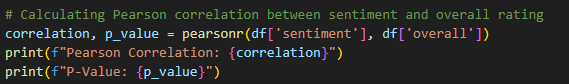 # Calculating Pearson correlation between sentiment and overall rating
correlation, p_value = pearsonr(df['sentiment'], df['overall'])
print(f"Pearson Correlation: {correlation}")
print(f"P-Value: {p_value}")